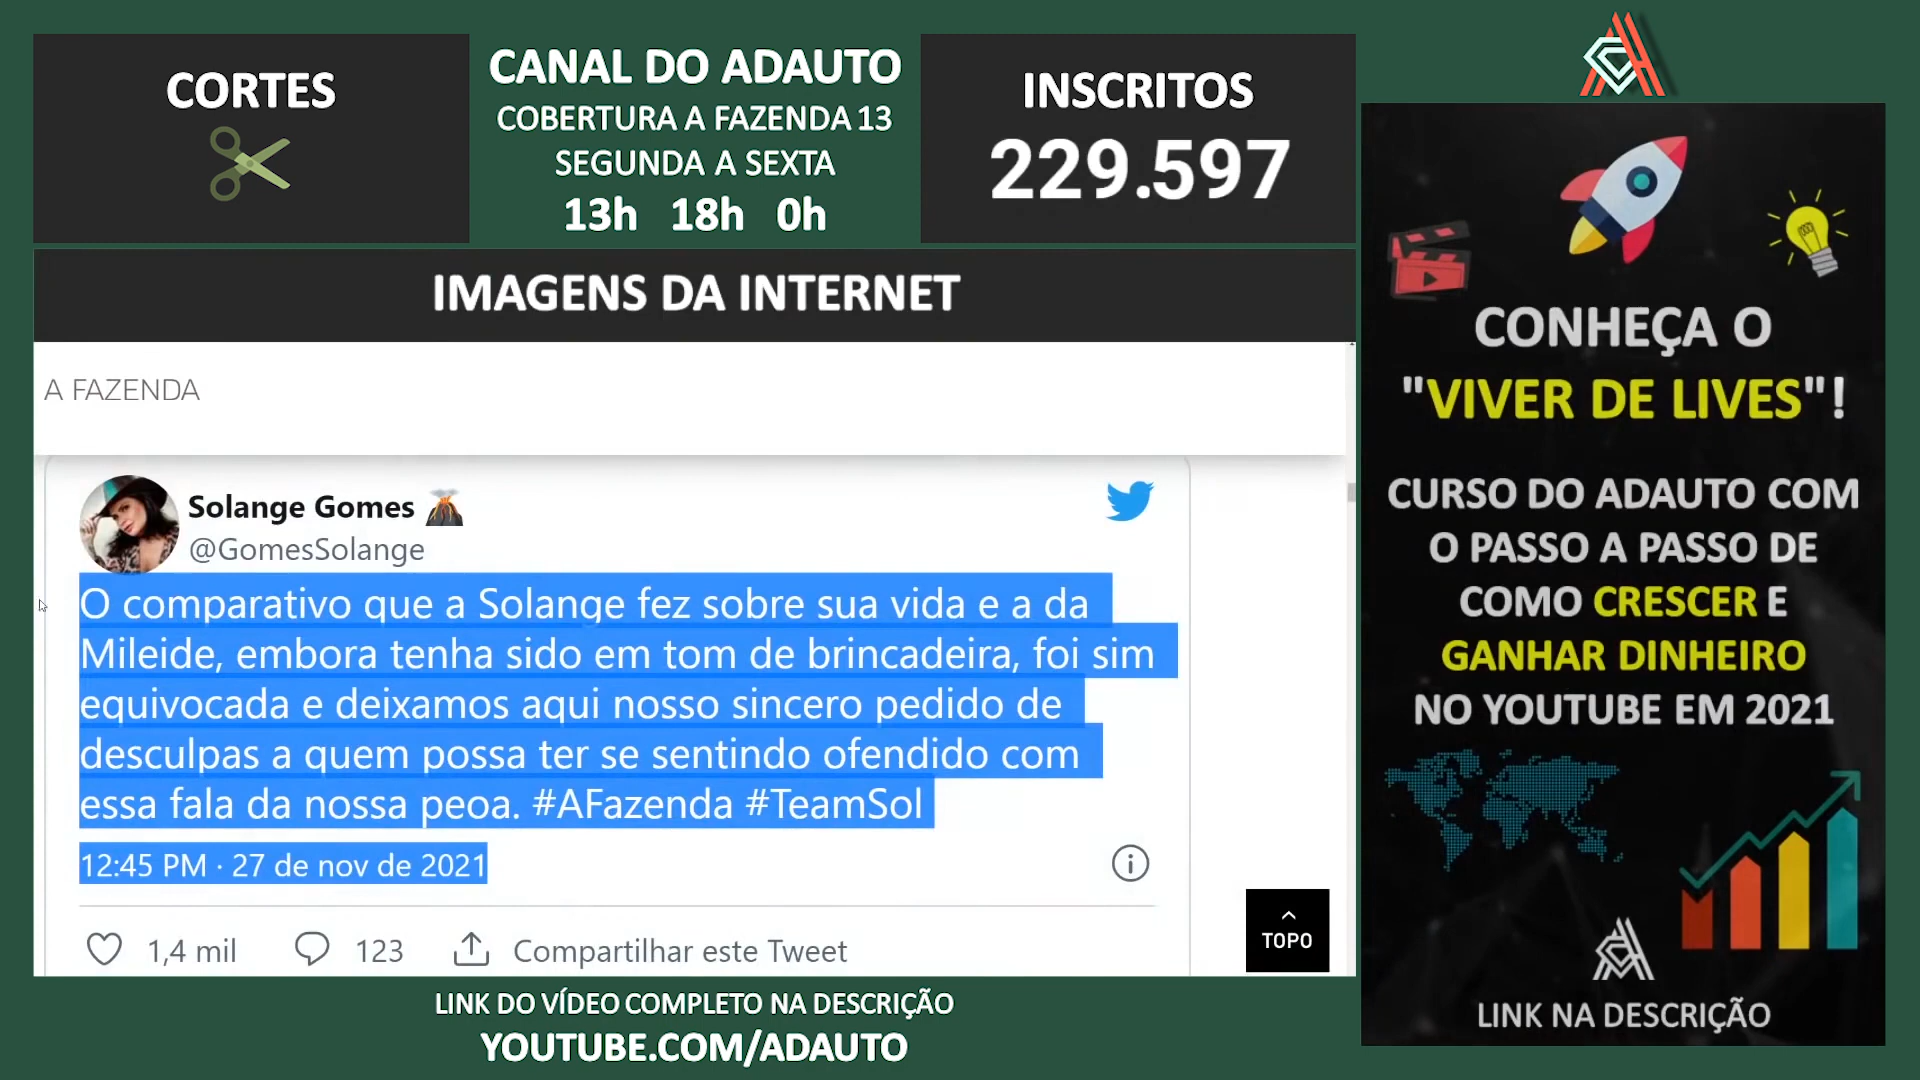 CORTES
CANAL DO ADAUTO
COBERTURA A FAZENDA 13
SEGUNDA A SEXTA
13h 18h 0h
INSCRITOS
229.597
IMAGENS DA INTERNET
A FAZENDA
Solange Gomes
@GomesSolange
O comparativo que a Solange fez sobre sua vida e a da
Mileide, embora tenha sido em tom de brincadeira, foi sim
equivocada e deixamos aqui nosso sincero pedido de
desculpas a quem possa ter se sentindo ofendido com
essa fala da nossa peoa. #AFazenda #TeamSol
12:45 PM · 27 de nov de 2021
1,4 mil 123 Compartilhar este Tweet
TOPO
LINK DO VÍDEO COMPLETO NA DESCRIÇÃO
YOUTUBE.COM/ADAUTO
CONHEÇA O
"VIVER DE LIVES"!
CURSO DO ADAUTO COM
O PASSO A PASSO DE
COMO CRESCER E
GANHAR DINHEIRO
NO YOUTUBE EM 2021
LINK NA DESCRIÇÃO